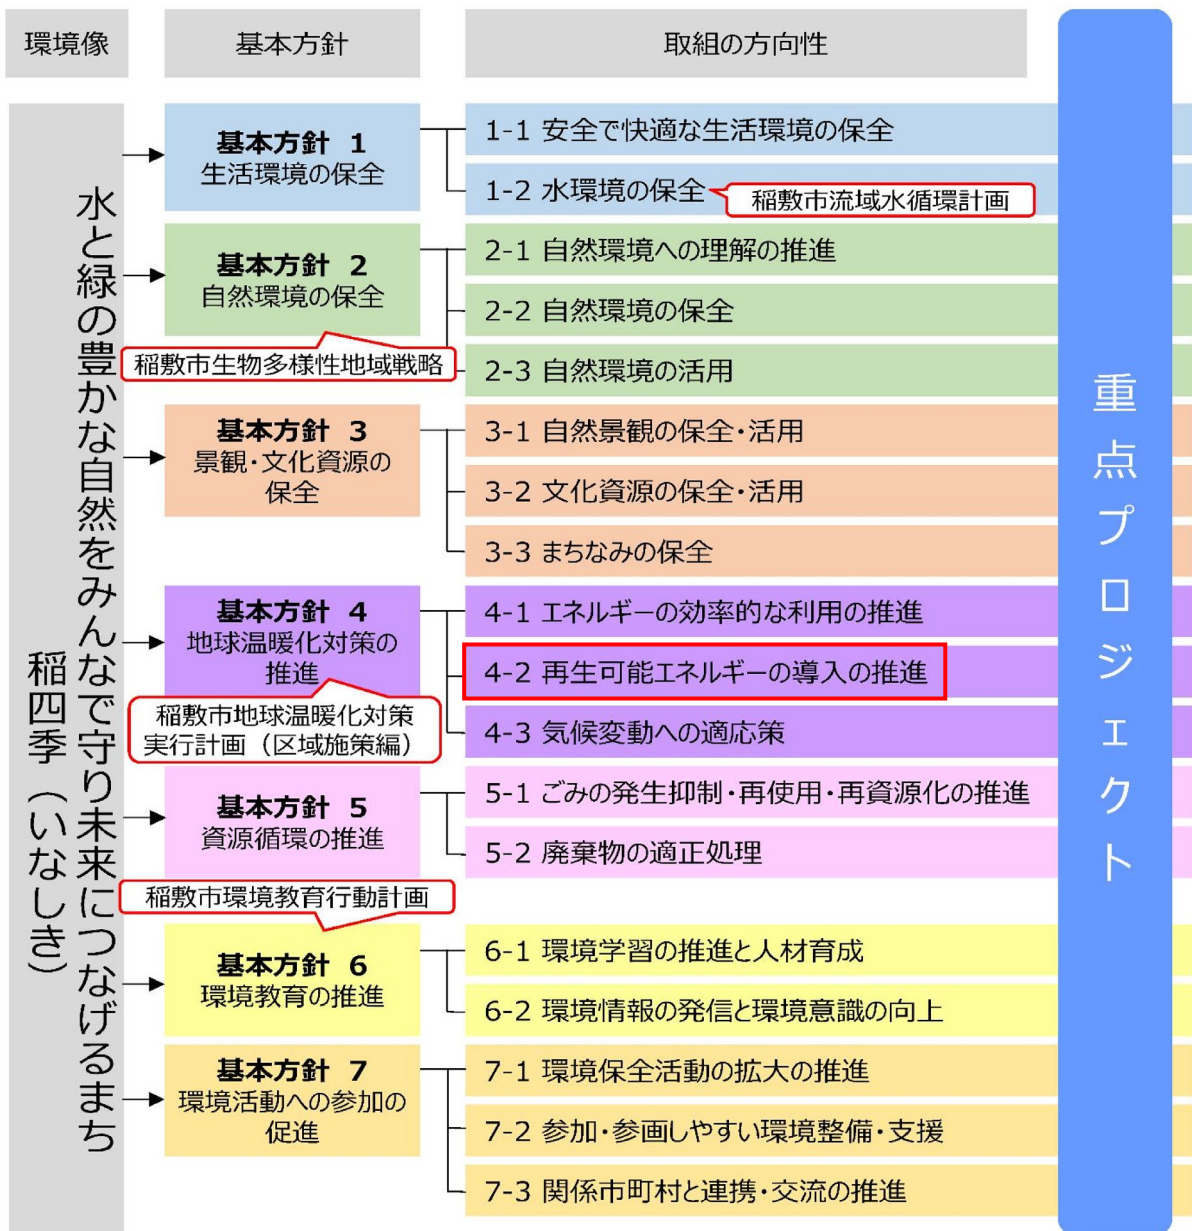 環境像
基本方針
取組の方向性
水と緑の豊かな自然をみんなで守り未来につなげるまち
稲四季（いなしき）
基本方針 1
生活環境の保全
1-1 安全で快適な生活環境の保全
1-2 水環境の保全
稲敷市流域水循環計画
基本方針 2
自然環境の保全
稲敷市生物多様性地域戦略
2-1 自然環境への理解の推進
2-2 自然環境の保全
2-3 自然環境の活用
基本方針 3
景観・文化資源の
保全
3-1 自然景観の保全・活用
3-2 文化資源の保全・活用
3-3 まちなみの保全
基本方針 4
地球温暖化対策の
推進
稲敷市地球温暖化対策
実行計画（区域施策編）
4-1 エネルギーの効率的な利用の推進
4-2 再生可能エネルギーの導入の推進
4-3 気候変動への適応策
基本方針 5
資源循環の推進
5-1 ごみの発生抑制・再使用・再資源化の推進
5-2 廃棄物の適正処理
稲敷市環境教育行動計画
基本方針 6
環境教育の推進
6-1 環境学習の推進と人材育成
6-2 環境情報の発信と環境意識の向上
基本方針 7
環境活動への参加の
促進
7-1 環境保全活動の拡大の推進
7-2 参加・参画しやすい環境整備・支援
7-3 関係市町村と連携・交流の推進
重点プロジェクト